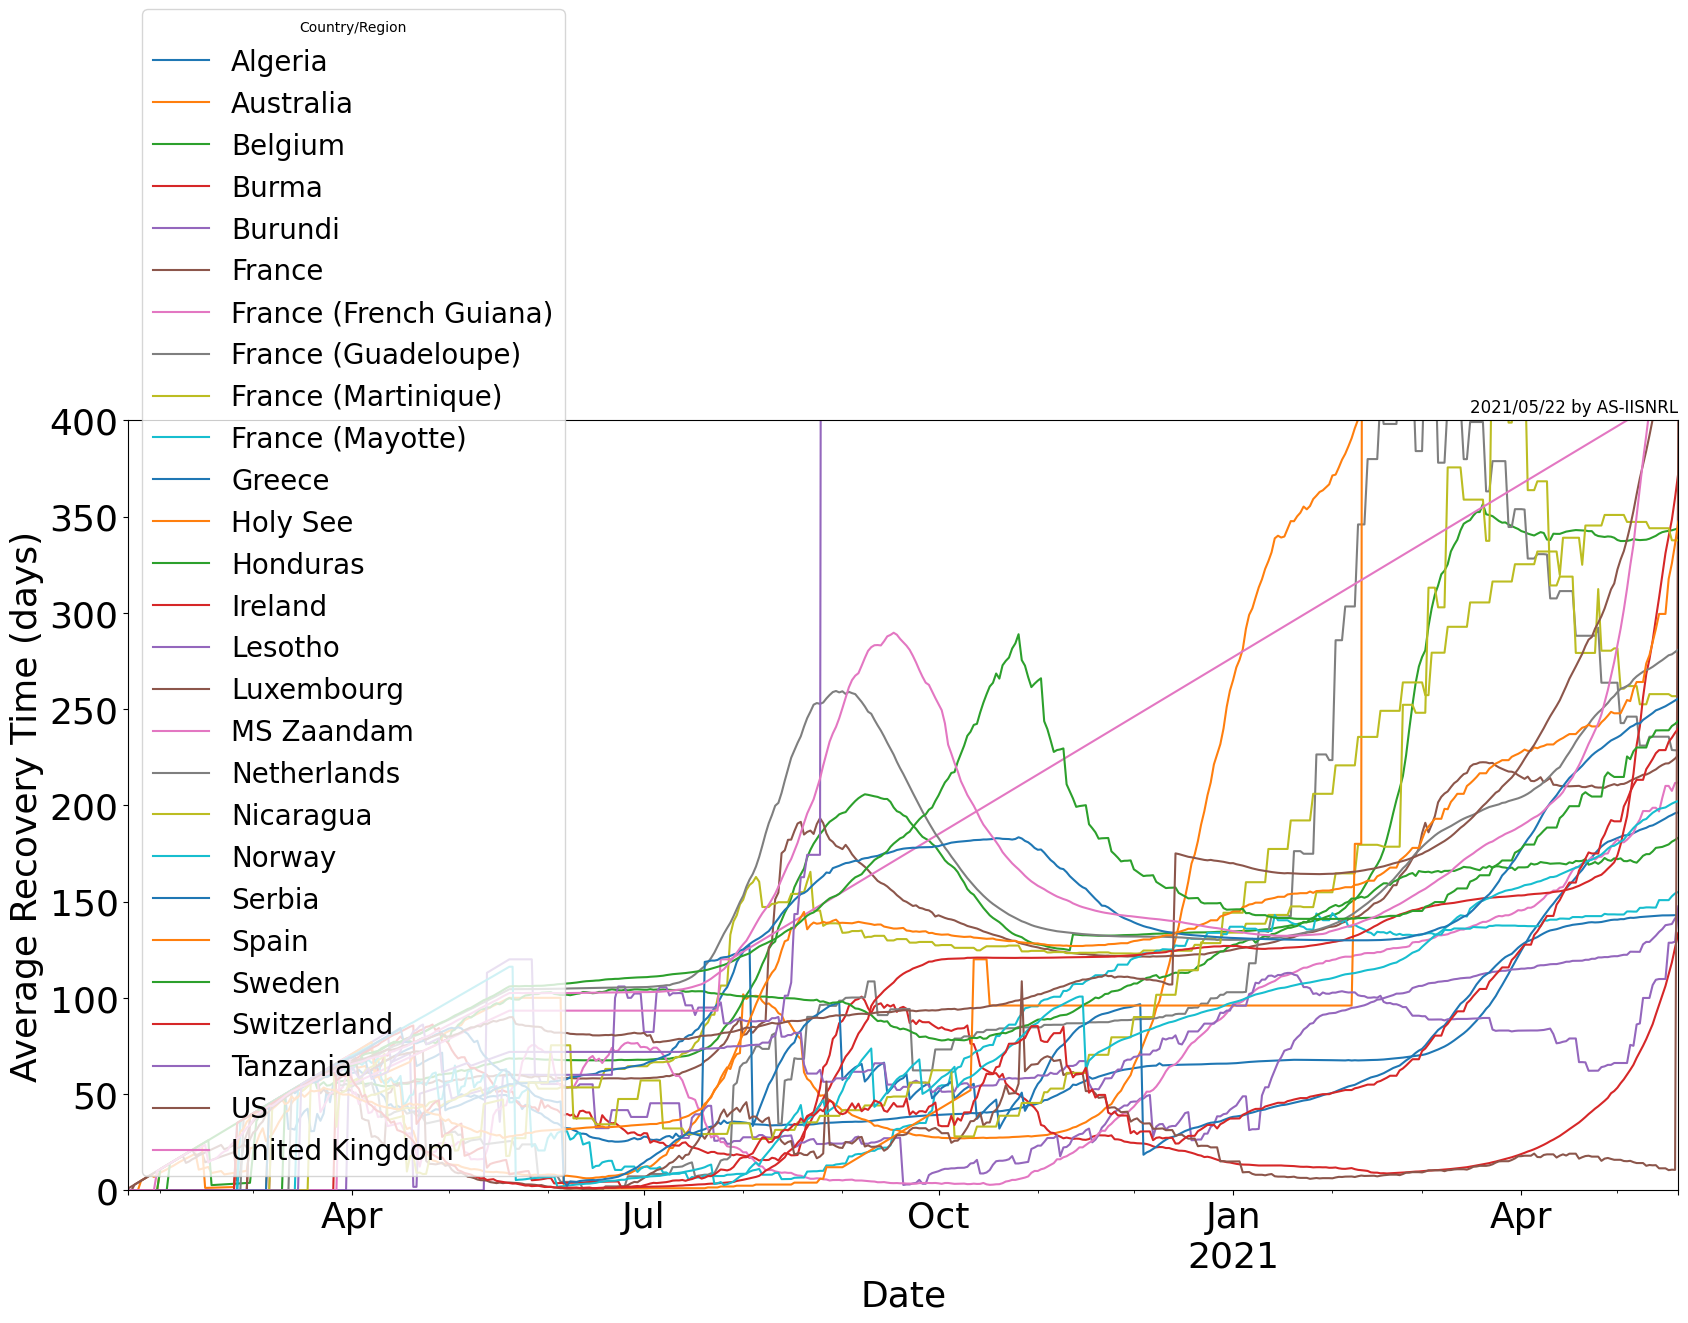 Country/Region
Algeria
Australia
Belgium
Burma
Burundi
France
France (French Guiana)
France (Guadeloupe)
France (Martinique)
France (Mayotte)
Greece
Holy See
Honduras
Ireland
Lesotho
Luxembourg
MS Zaandam
Netherlands
Nicaragua
Norway
Serbia
Spain
Sweden
Switzerland
Tanzania
US
United Kingdom
2021/05/22 by AS-IISNRL
Average Recovery Time (days)
400
350
300
250
200
150
100
50
0
Apr
Jul
Oct
Jan
2021
Apr
Date